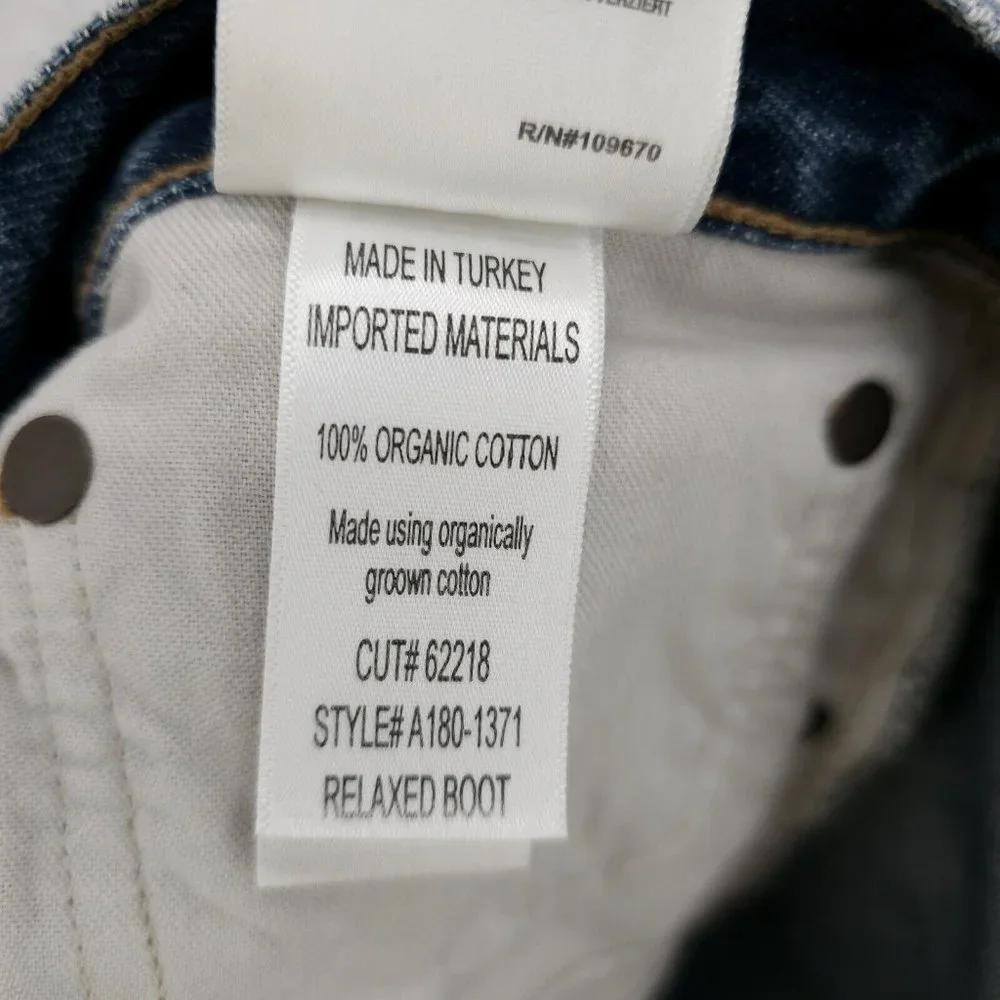 R/N#109670
MADE IN TURKEY
IMPORTED MATERIALS
100% ORGANIC COTTON
Made using organically
groown cotton
CUT# 62218
STYLE# A180-1371
RELAXED BOOT